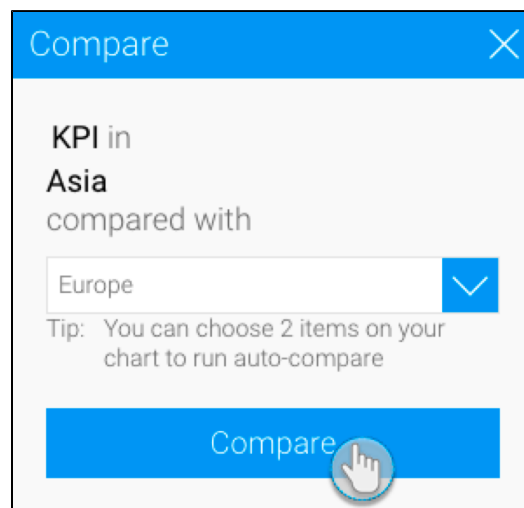 Compare
KPI in
Asia
compared with
Europe
Tip: You can choose 2 items on your
chart to run auto-compare
Compare